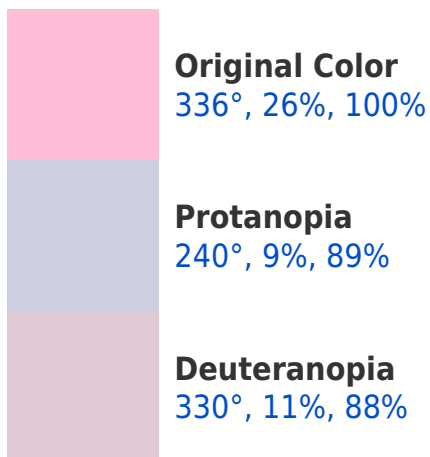 Original Color
336°, 26%, 100%
Protanopia
240°, 9%, 89%
Deuteranopia
330°, 11%, 88%